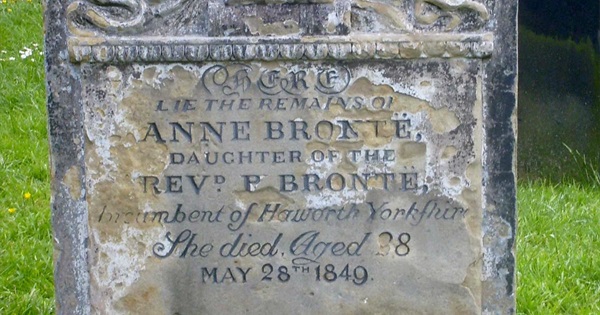 HERE
LIE THE REMAINS OF
ANNE BRONTË,
DAUGHTER OF THE
REVD. P. BRONTË,
Incumbent of Haworth Yorkshire
She died, Aged 28
MAY 28TH 1849.